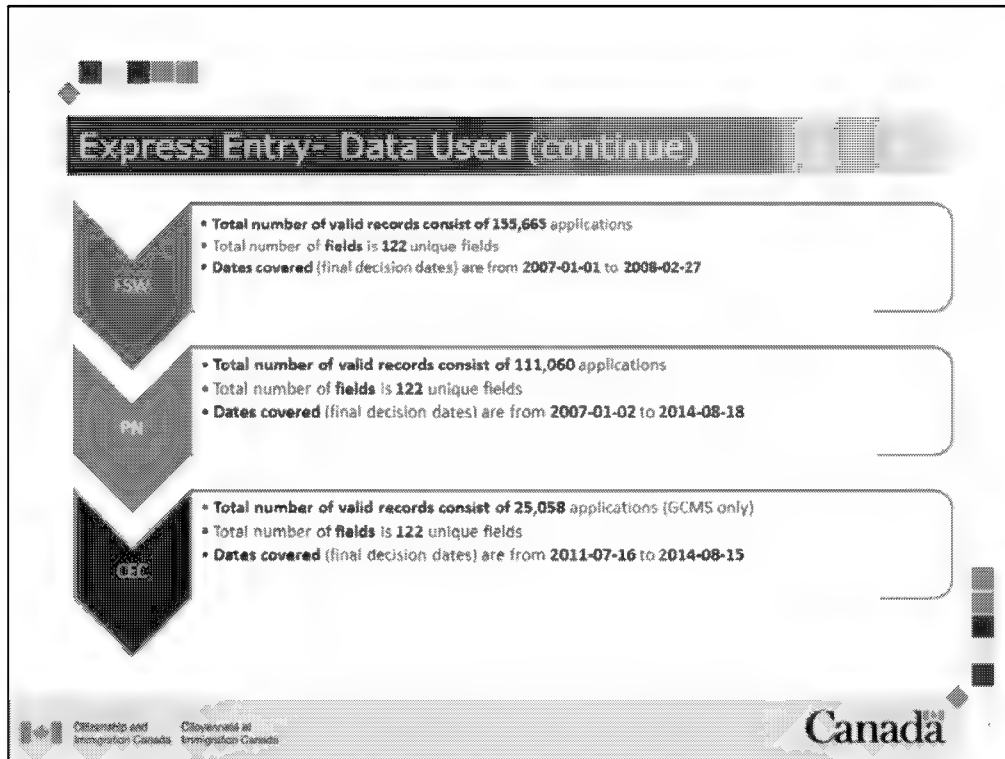 Express Entry- Data Used (continue)
FSW
• Total number of valid records consist of 155,665 applications
• Total number of fields is 122 unique fields
• Dates covered (final decision dates) are from 2007-01-01 to 2008-02-27
PN
• Total number of valid records consist of 111,060 applications
• Total number of fields is 122 unique fields
• Dates covered (final decision dates) are from 2007-01-02 to 2014-08-18
CEC
• Total number of valid records consist of 25,058 applications (GCMS only)
• Total number of fields is 122 unique fields
• Dates covered (final decision dates) are from 2011-07-16 to 2014-08-15
Citizenship and Immigration Canada
Citoyenneté et Immigration Canada
Canada